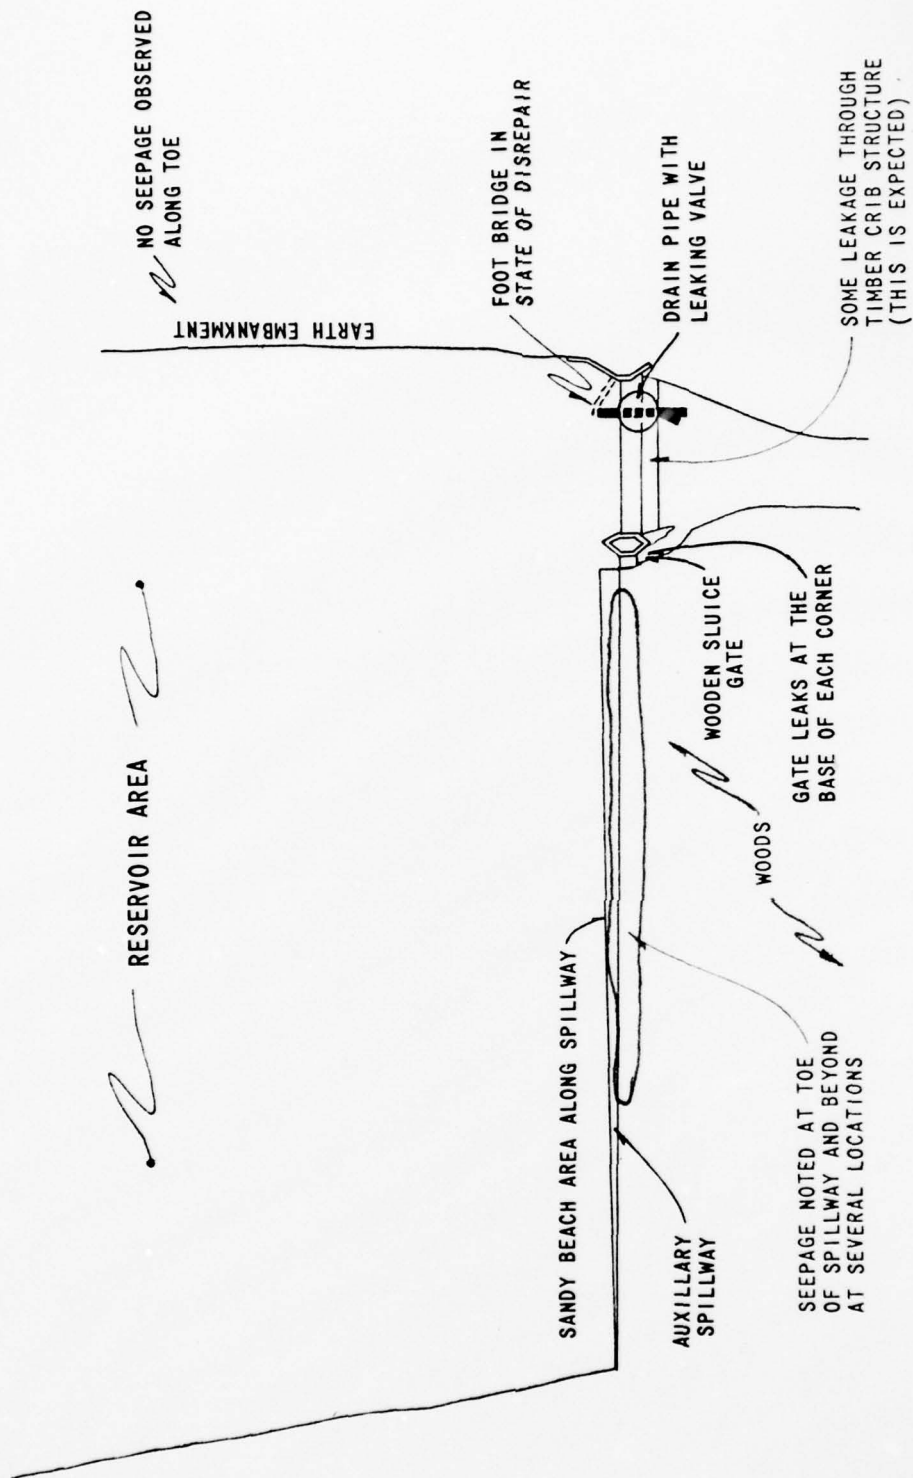 NO SEEPAGE OBSERVED
ALONG TOE
EARTH EMBANKMENT
RESERVOIR AREA
FOOT BRIDGE IN
STATE OF DISREPAIR
DRAIN PIPE WITH
LEAKING VALVE
SOME LEAKAGE THROUGH
TIMBER CRIB STRUCTURE
(THIS IS EXPECTED)
SANDY BEACH AREA ALONG SPILLWAY
WOODEN SLUICE
GATE
GATE LEAKS AT THE
BASE OF EACH CORNER
WOODS
AUXILLARY
SPILLWAY
SEEPAGE NOTED AT TOE
OF SPILLWAY AND BEYOND
AT SEVERAL LOCATIONS